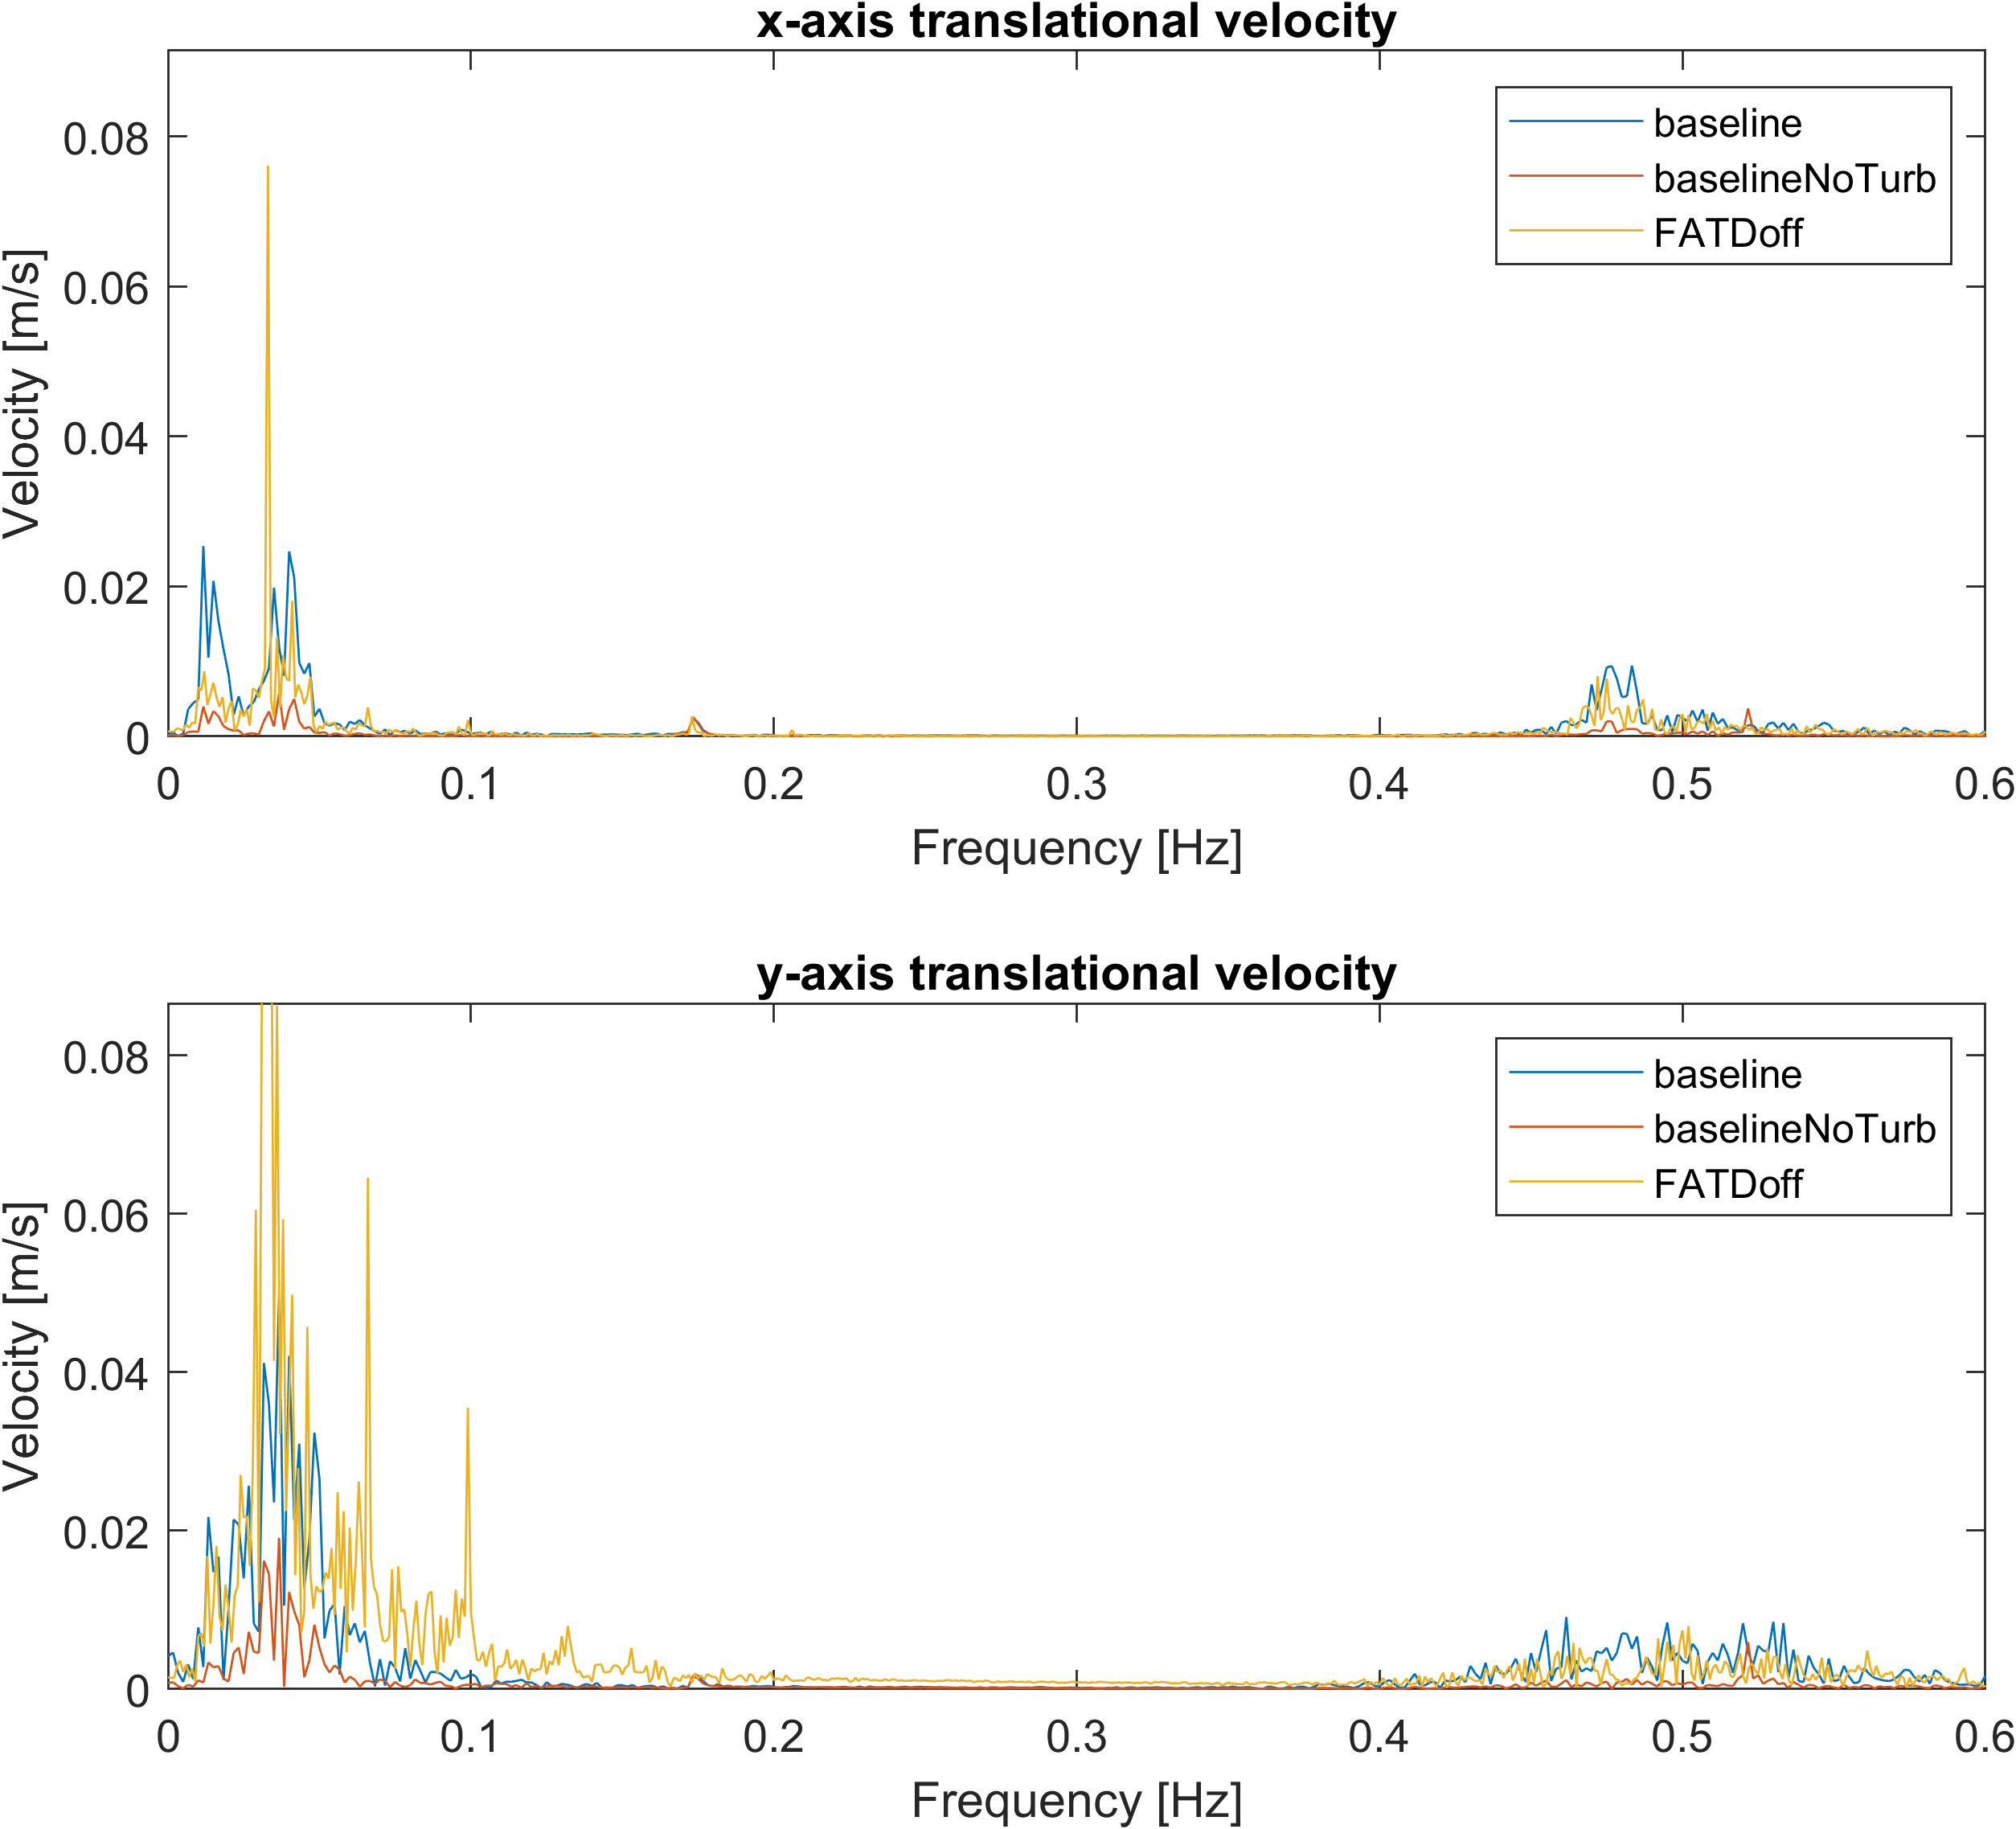 x-axis translational velocity
0.08
0.06
0.04
0.02
0
Velocity [m/s]
baseline
baselineNoTurb
FATDoff
0 0.1 0.2 0.3 0.4 0.5 0.6
Frequency [Hz]
y-axis translational velocity
0.08
0.06
0.04
0.02
0
Velocity [m/s]
baseline
baselineNoTurb
FATDoff
0 0.1 0.2 0.3 0.4 0.5 0.6
Frequency [Hz]